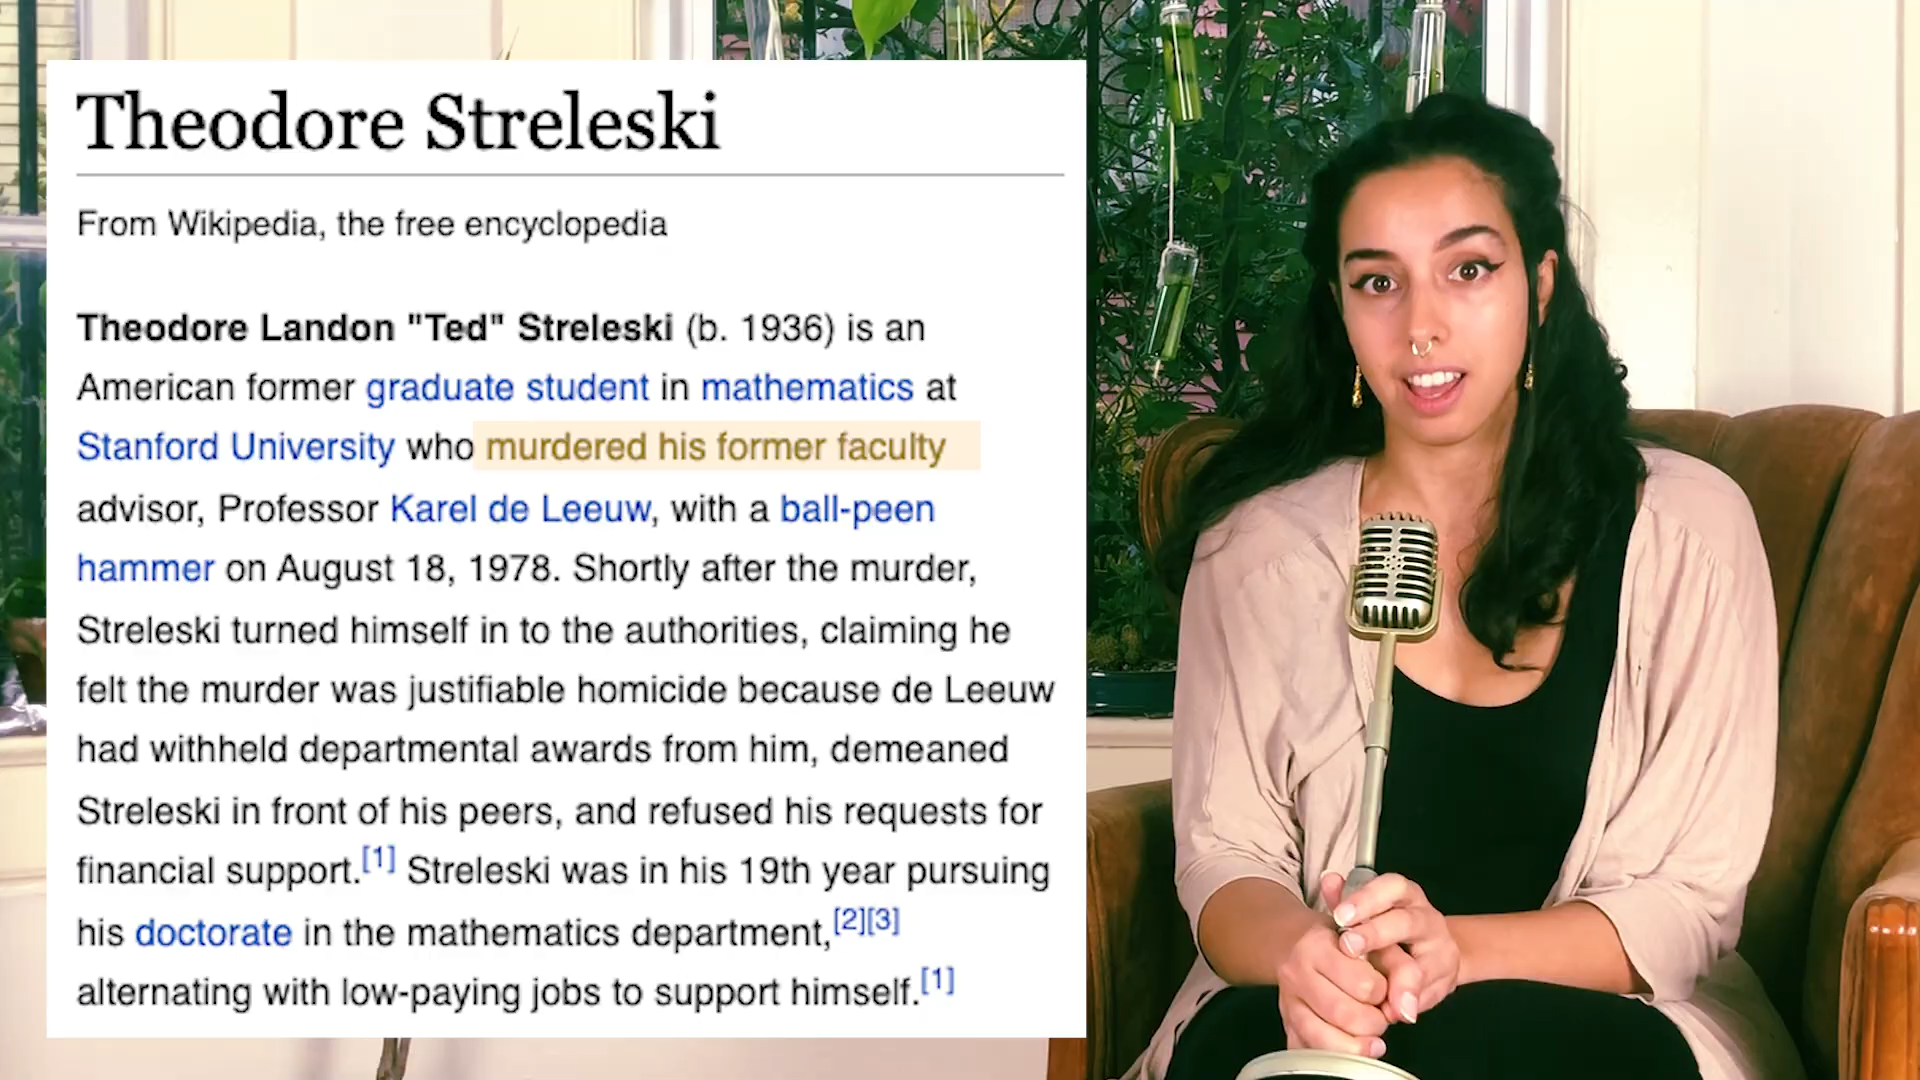 Theodore Streleski
From Wikipedia, the free encyclopedia
Theodore Landon "Ted" Streleski (b. 1936) is an
American former graduate student in mathematics at
Stanford University who murdered his former faculty
advisor, Professor Karel de Leeuw, with a ball-peen
hammer on August 18, 1978. Shortly after the murder,
Streleski turned himself in to the authorities, claiming he
felt the murder was justifiable homicide because de Leeuw
had withheld departmental awards from him, demeaned
Streleski in front of his peers, and refused his requests for
financial support.[1] Streleski was in his 19th year pursuing
his doctorate in the mathematics department,[2][3]
alternating with low-paying jobs to support himself.[1]